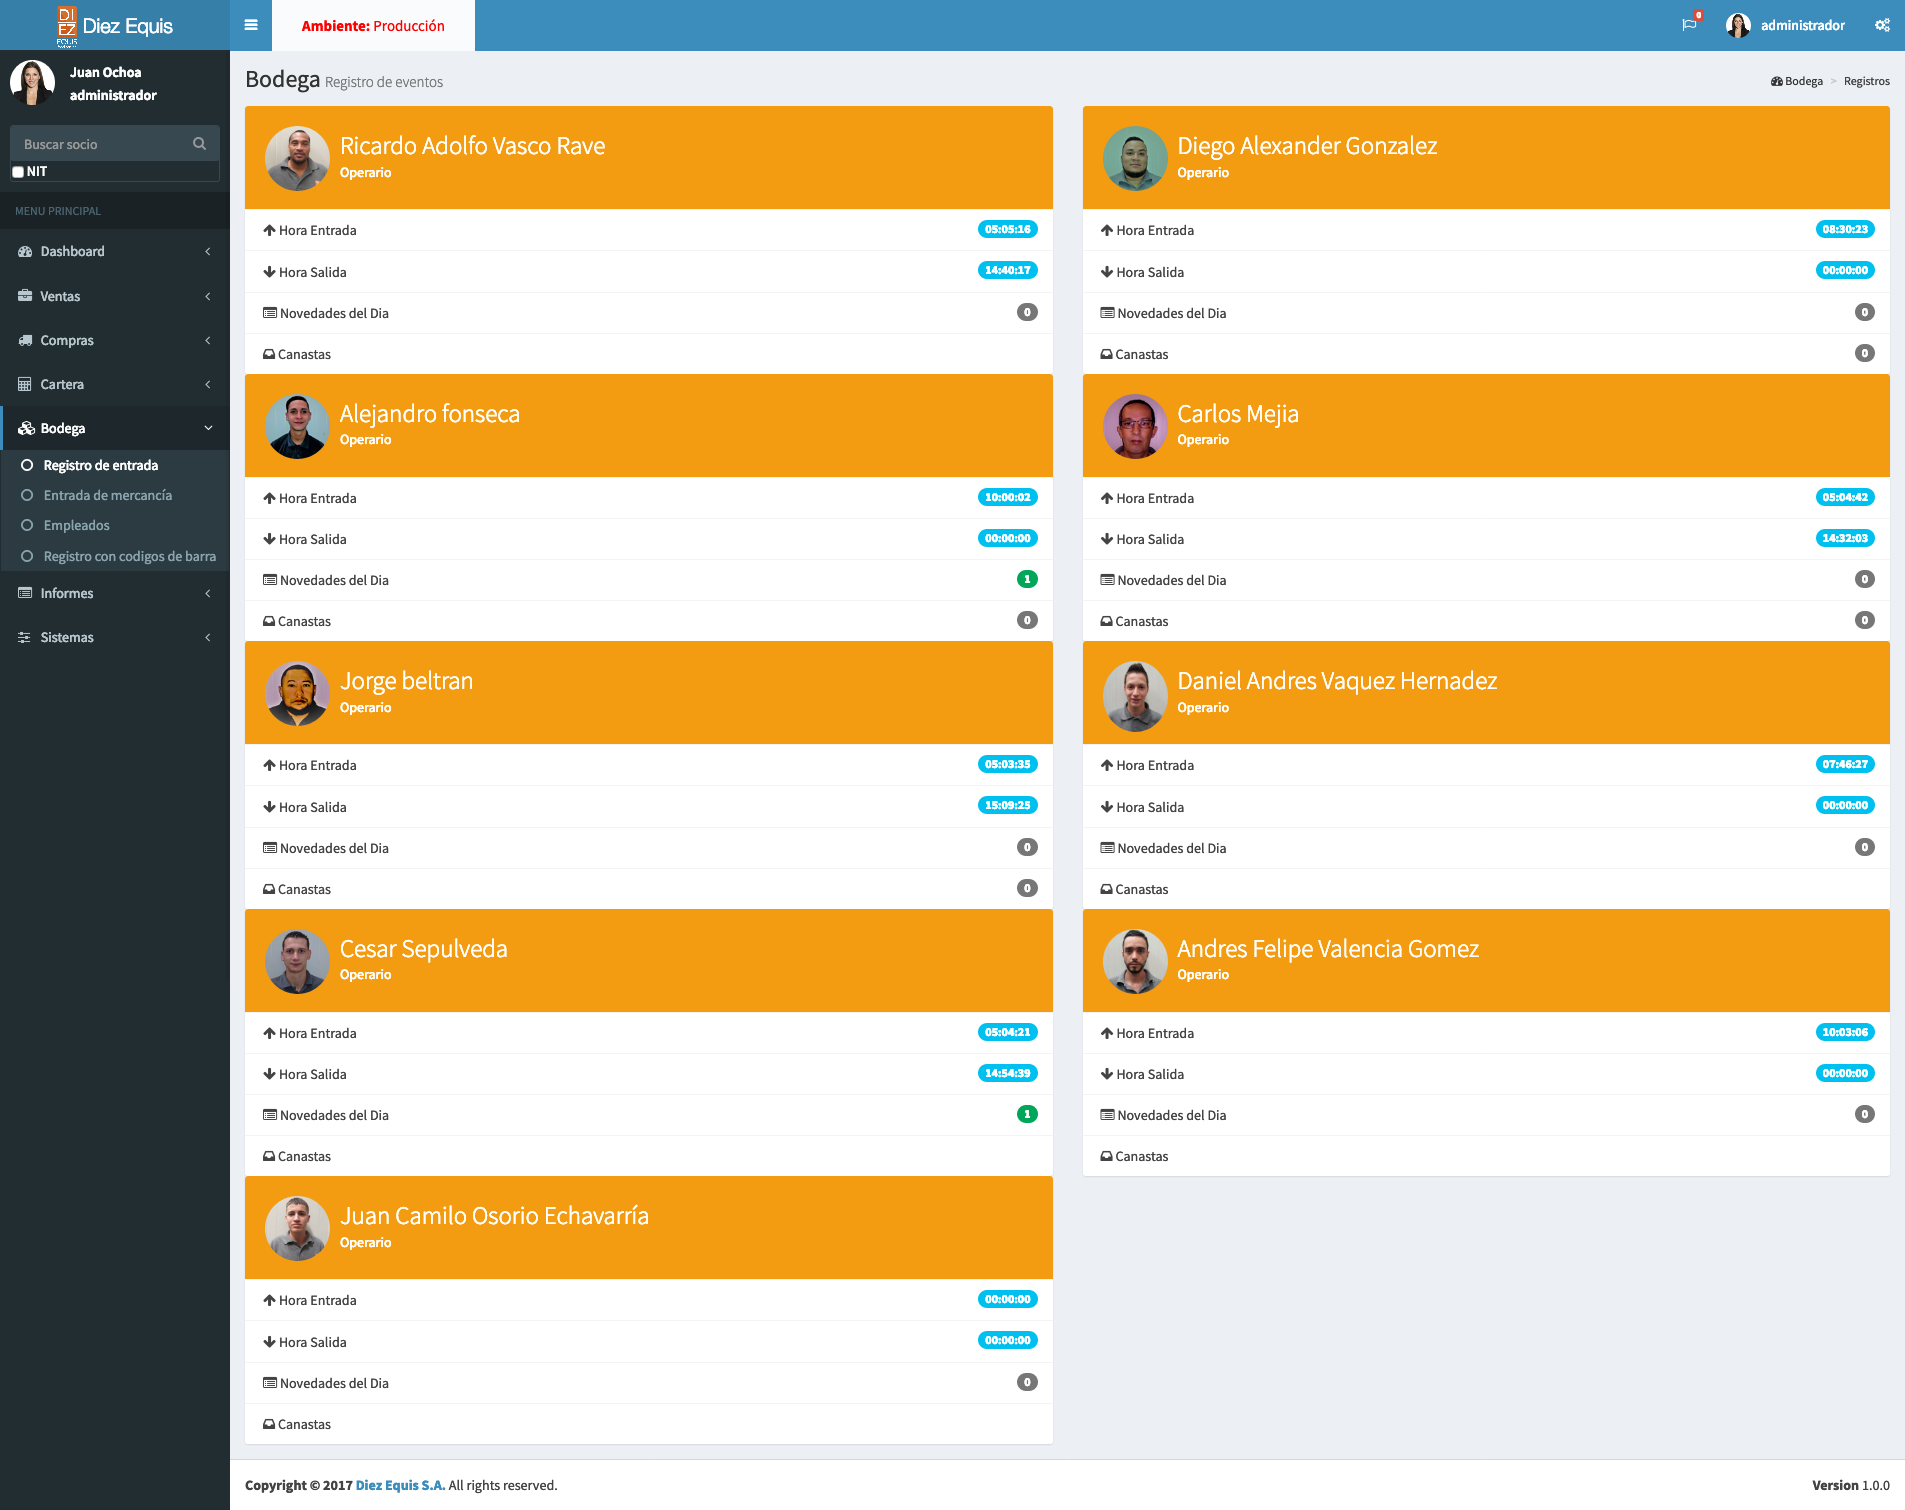 DI
EZ
EQUIS
Diez Equis
Ambiente: Producción
0
administrador
Juan Ochoa
administrador
Buscar socio
NIT
MENU PRINCIPAL
Dashboard
Ventas
Compras
Cartera
Bodega
Registro de entrada
Entrada de mercancía
Empleados
Registro con codigos de barra
Informes
Sistemas
Bodega Registro de eventos
Bodega > Registros
Ricardo Adolfo Vasco Rave
Operario
Hora Entrada 05:05:16
Hora Salida 14:40:17
Novedades del Dia 0
Canastas
Diego Alexander Gonzalez
Operario
Hora Entrada 08:30:23
Hora Salida 00:00:00
Novedades del Dia 0
Canastas 0
Alejandro fonseca
Operario
Hora Entrada 10:00:02
Hora Salida 00:00:00
Novedades del Dia 1
Canastas 0
Carlos Mejia
Operario
Hora Entrada 05:04:42
Hora Salida 14:32:03
Novedades del Dia 0
Canastas 0
Jorge beltran
Operario
Hora Entrada 05:03:35
Hora Salida 15:09:25
Novedades del Dia 0
Canastas 0
Daniel Andres Vaquez Hernadez
Operario
Hora Entrada 07:46:27
Hora Salida 00:00:00
Novedades del Dia 0
Canastas
Cesar Sepulveda
Operario
Hora Entrada 05:04:21
Hora Salida 14:54:39
Novedades del Dia 1
Canastas
Andres Felipe Valencia Gomez
Operario
Hora Entrada 10:03:06
Hora Salida 00:00:00
Novedades del Dia 0
Canastas
Juan Camilo Osorio Echavarría
Operario
Hora Entrada 00:00:00
Hora Salida 00:00:00
Novedades del Dia 0
Canastas
Copyright © 2017 Diez Equis S.A. All rights reserved.
Version 1.0.0